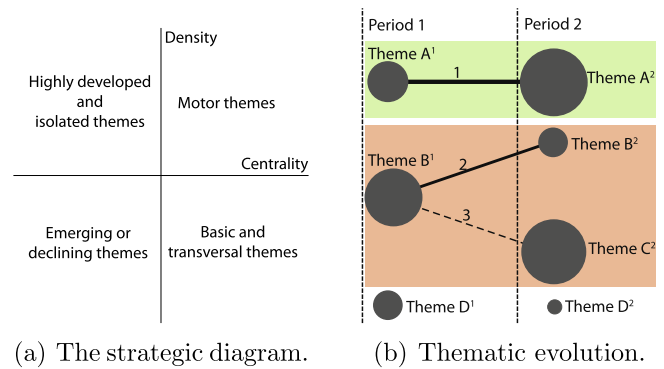 Density
Highly developed
and
isolated themes
Motor themes
Centrality
Emerging or
declining themes
Basic and
transversal themes
(a) The strategic diagram.
Period 1
Period 2
Theme A¹
1
Theme A²
Theme B¹
2
Theme B²
3
Theme C²
Theme D¹
Theme D²
(b) Thematic evolution.